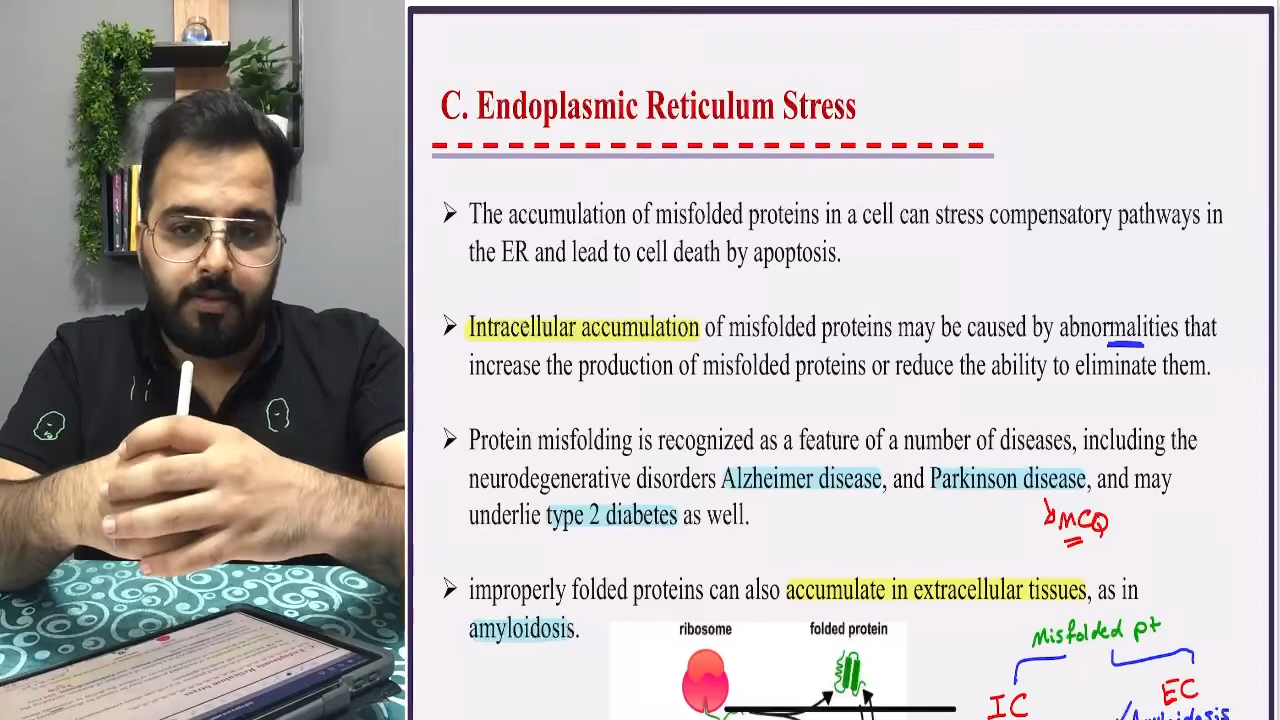 C. Endoplasmic Reticulum Stress
The accumulation of misfolded proteins in a cell can stress compensatory pathways in
the ER and lead to cell death by apoptosis.
Intracellular accumulation of misfolded proteins may be caused by abnormalities that
increase the production of misfolded proteins or reduce the ability to eliminate them.
Protein misfolding is recognized as a feature of a number of diseases, including the
neurodegenerative disorders Alzheimer disease, and Parkinson disease, and may
underlie type 2 diabetes as well.
MCQ
improperly folded proteins can also accumulate in extracellular tissues, as in
amyloidosis.
ribosome folded protein
Misfolded pt
IC EC
Amyloidosis